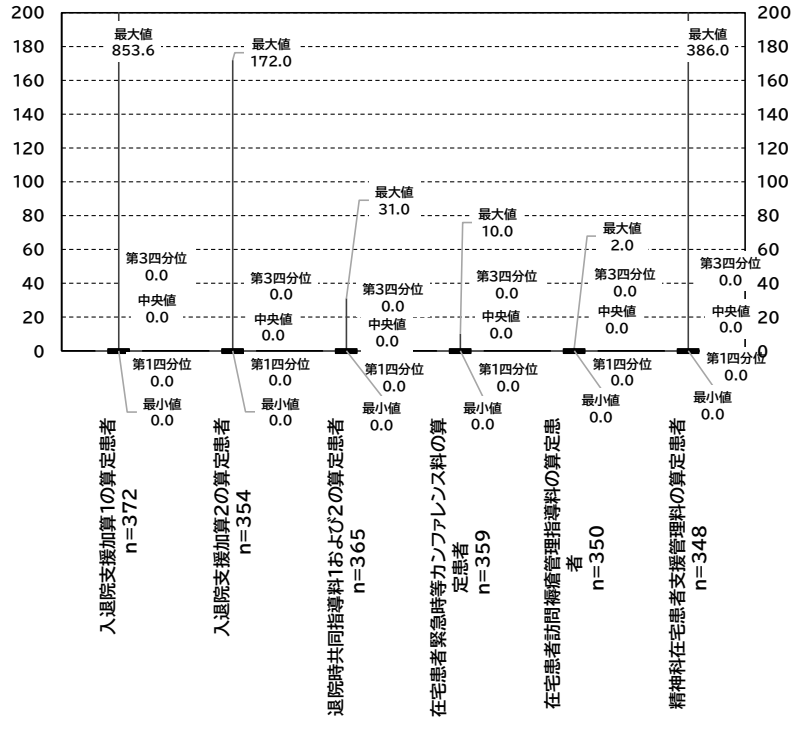 200
180
160
140
120
100
80
60
40
20
0
200
180
160
140
120
100
80
60
40
20
0
最大値
853.6
第3四分位
0.0
中央値
0.0
第1四分位
0.0
最小値
0.0
最大値
172.0
第3四分位
0.0
中央値
0.0
第1四分位
0.0
最小値
0.0
最大値
31.0
第3四分位
0.0
中央値
0.0
第1四分位
0.0
最小値
0.0
最大値
10.0
第3四分位
0.0
中央値
0.0
第1四分位
0.0
最小値
0.0
最大値
2.0
第3四分位
0.0
中央値
0.0
第1四分位
0.0
最小値
0.0
最大値
386.0
第3四分位
0.0
中央値
0.0
第1四分位
0.0
最小値
0.0
入退院支援加算1の算定患者
n=372
入退院支援加算2の算定患者
n=354
退院時共同指導料1および2の算定患者
n=365
在宅患者緊急時等カンファレンス料の算
定患者
n=359
在宅患者訪問褥瘡管理指導料の算定患
者
n=350
精神科在宅患者支援管理料の算定患者
n=348